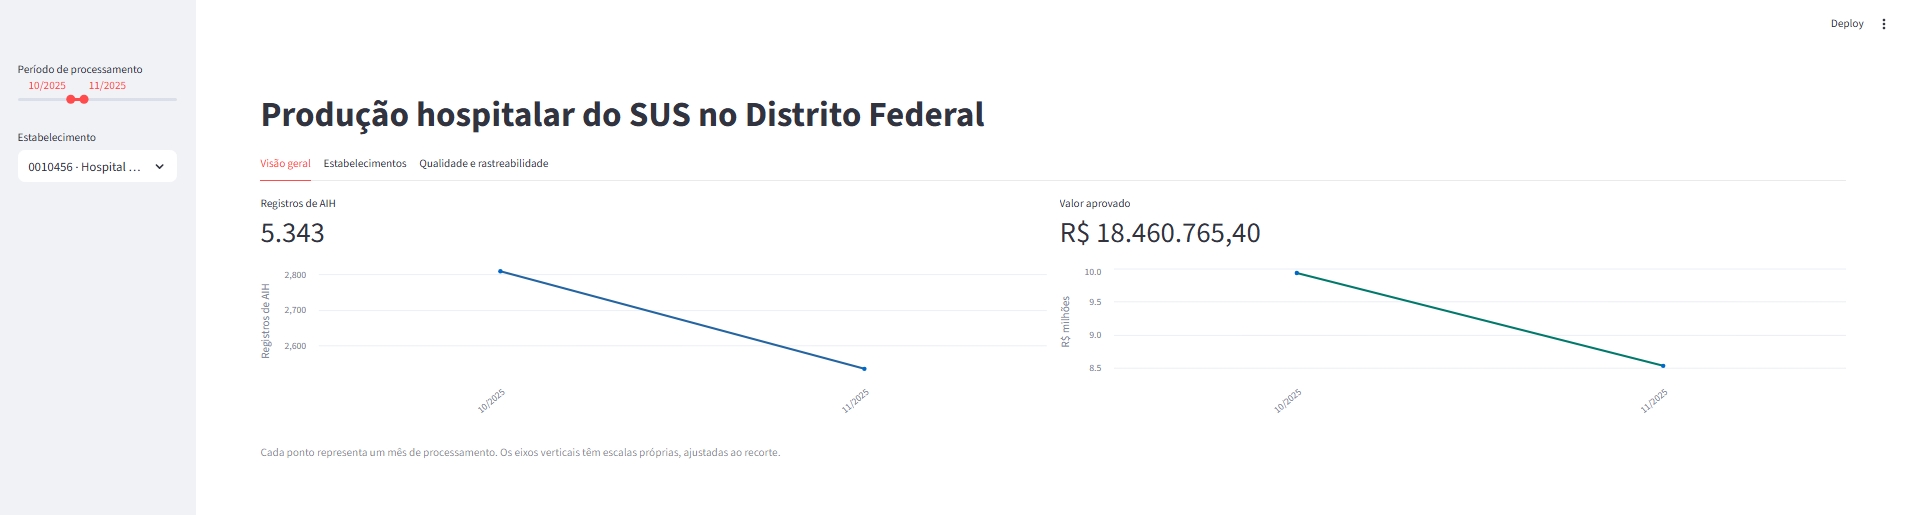 Deploy
Período de processamento
10/2025 11/2025
Estabelecimento
0010456 · Hospital ...
Produção hospitalar do SUS no Distrito Federal
Visão geral Estabelecimentos Qualidade e rastreabilidade
Registros de AIH
5.343
2,800
2,700
2,600
Registros de AIH
10/2025 11/2025
Valor aprovado
R$ 18.460.765,40
10.0
9.5
9.0
8.5
R$ milhões
10/2025 11/2025
Cada ponto representa um mês de processamento. Os eixos verticais têm escalas próprias, ajustadas ao recorte.